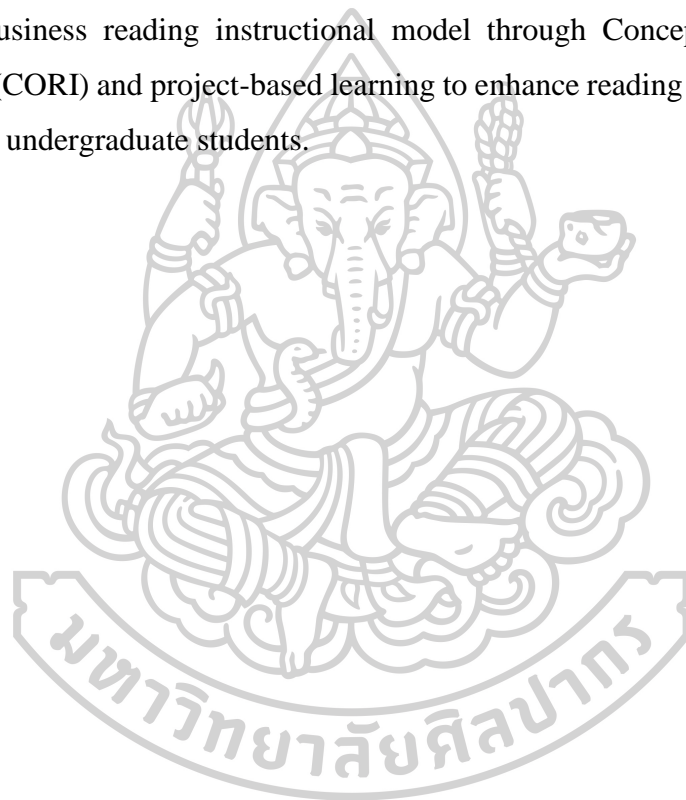 usiness reading instructional model through Concep
(CORI) and project-based learning to enhance reading
undergraduate students.
มหาวิทยาลัยศิลปากร